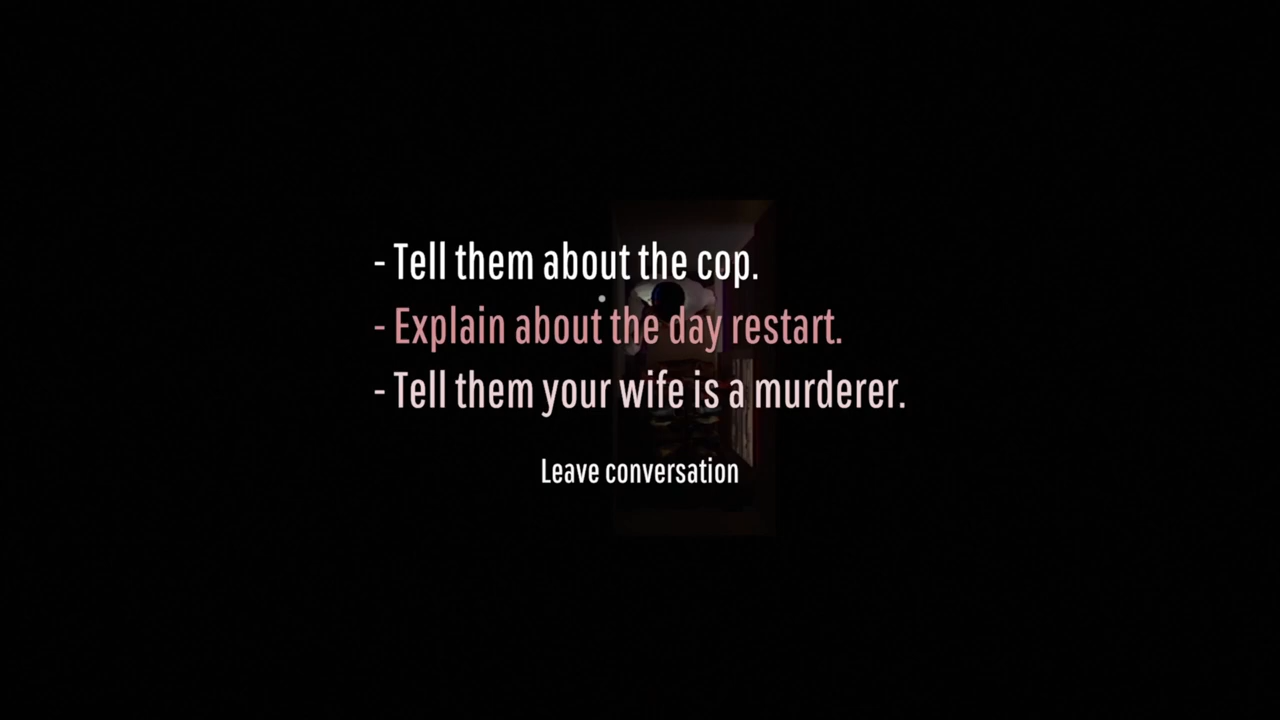 - Tell them about the cop.
- Explain about the day restart.
- Tell them your wife is a murderer.
Leave conversation